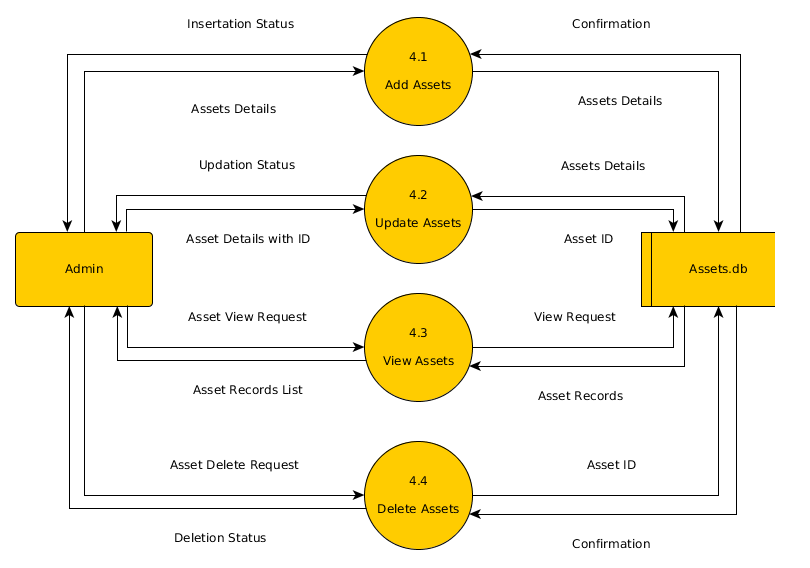 Insertation Status
Confirmation
4.1
Add Assets
Assets Details
Assets Details
Updation Status
Assets Details
4.2
Update Assets
Asset Details with ID
Asset ID
Admin
Assets.db
Asset View Request
View Request
4.3
View Assets
Asset Records List
Asset Records
Asset Delete Request
Asset ID
4.4
Delete Assets
Deletion Status
Confirmation